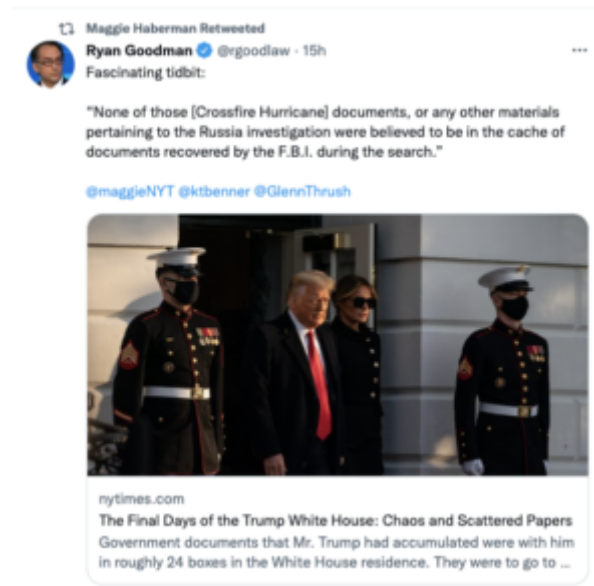 Maggie Haberman Retweeted
Ryan Goodman @rgoodlaw · 15h
Fascinating tidbit:
"None of those [Crossfire Hurricane] documents, or any other materials
pertaining to the Russia investigation were believed to be in the cache of
documents recovered by the F.B.I. during the search."
@maggieNYT @ktbenner @GlennThrush
nytimes.com
The Final Days of the Trump White House: Chaos and Scattered Papers
Government documents that Mr. Trump had accumulated were with him
in roughly 24 boxes in the White House residence. They were to go to ...